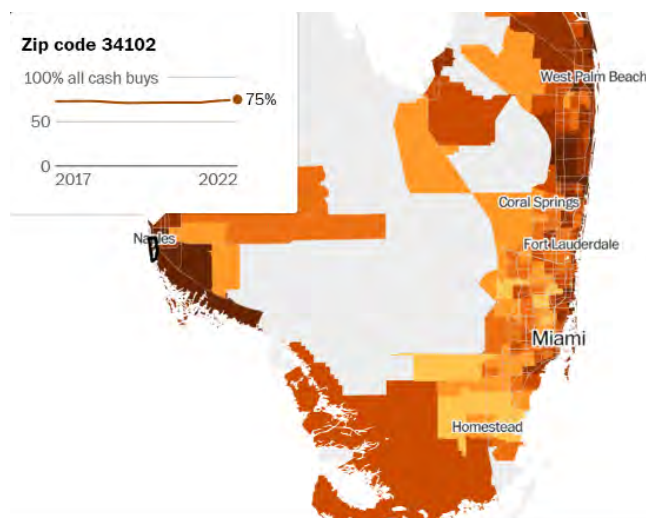 Zip code 34102
100% all cash buys
75%
50
0
2017 2022
West Palm Beach
Coral Springs
Naples
Fort Lauderdale
Miami
Homestead